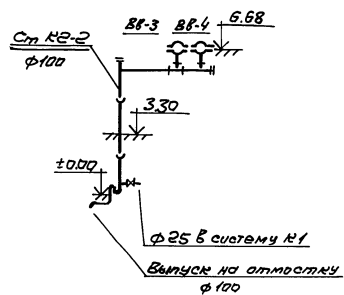 Вв-3 Вв-4
6.68
Ст К2-2
ф100
3.30
±0.00
ф25 в систему К1
Выпуск на отмостку
ф100